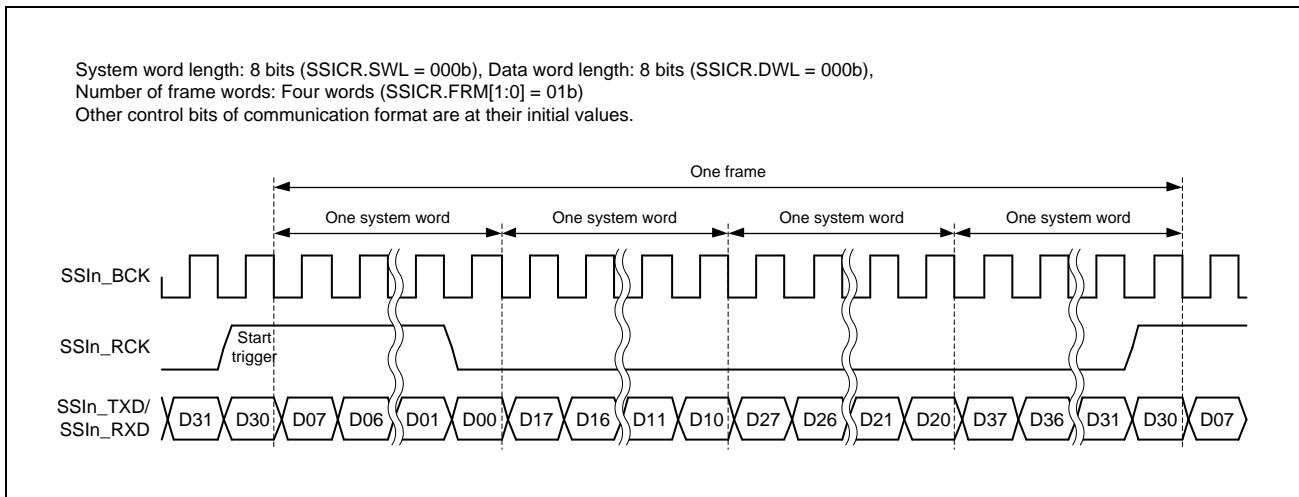 System word length: 8 bits (SSICR.SWL = 000b), Data word length: 8 bits (SSICR.DWL = 000b),
Number of frame words: Four words (SSICR.FRM[1:0] = 01b)
Other control bits of communication format are at their initial values.
One frame
One system word One system word One system word One system word
SSIn_BCK
SSIn_RCK
Start
trigger
SSIn_TXD/
SSIn_RXD
D31 D30 D07 D06 D01 D00 D17 D16 D11 D10 D27 D26 D21 D20 D37 D36 D31 D30 D07